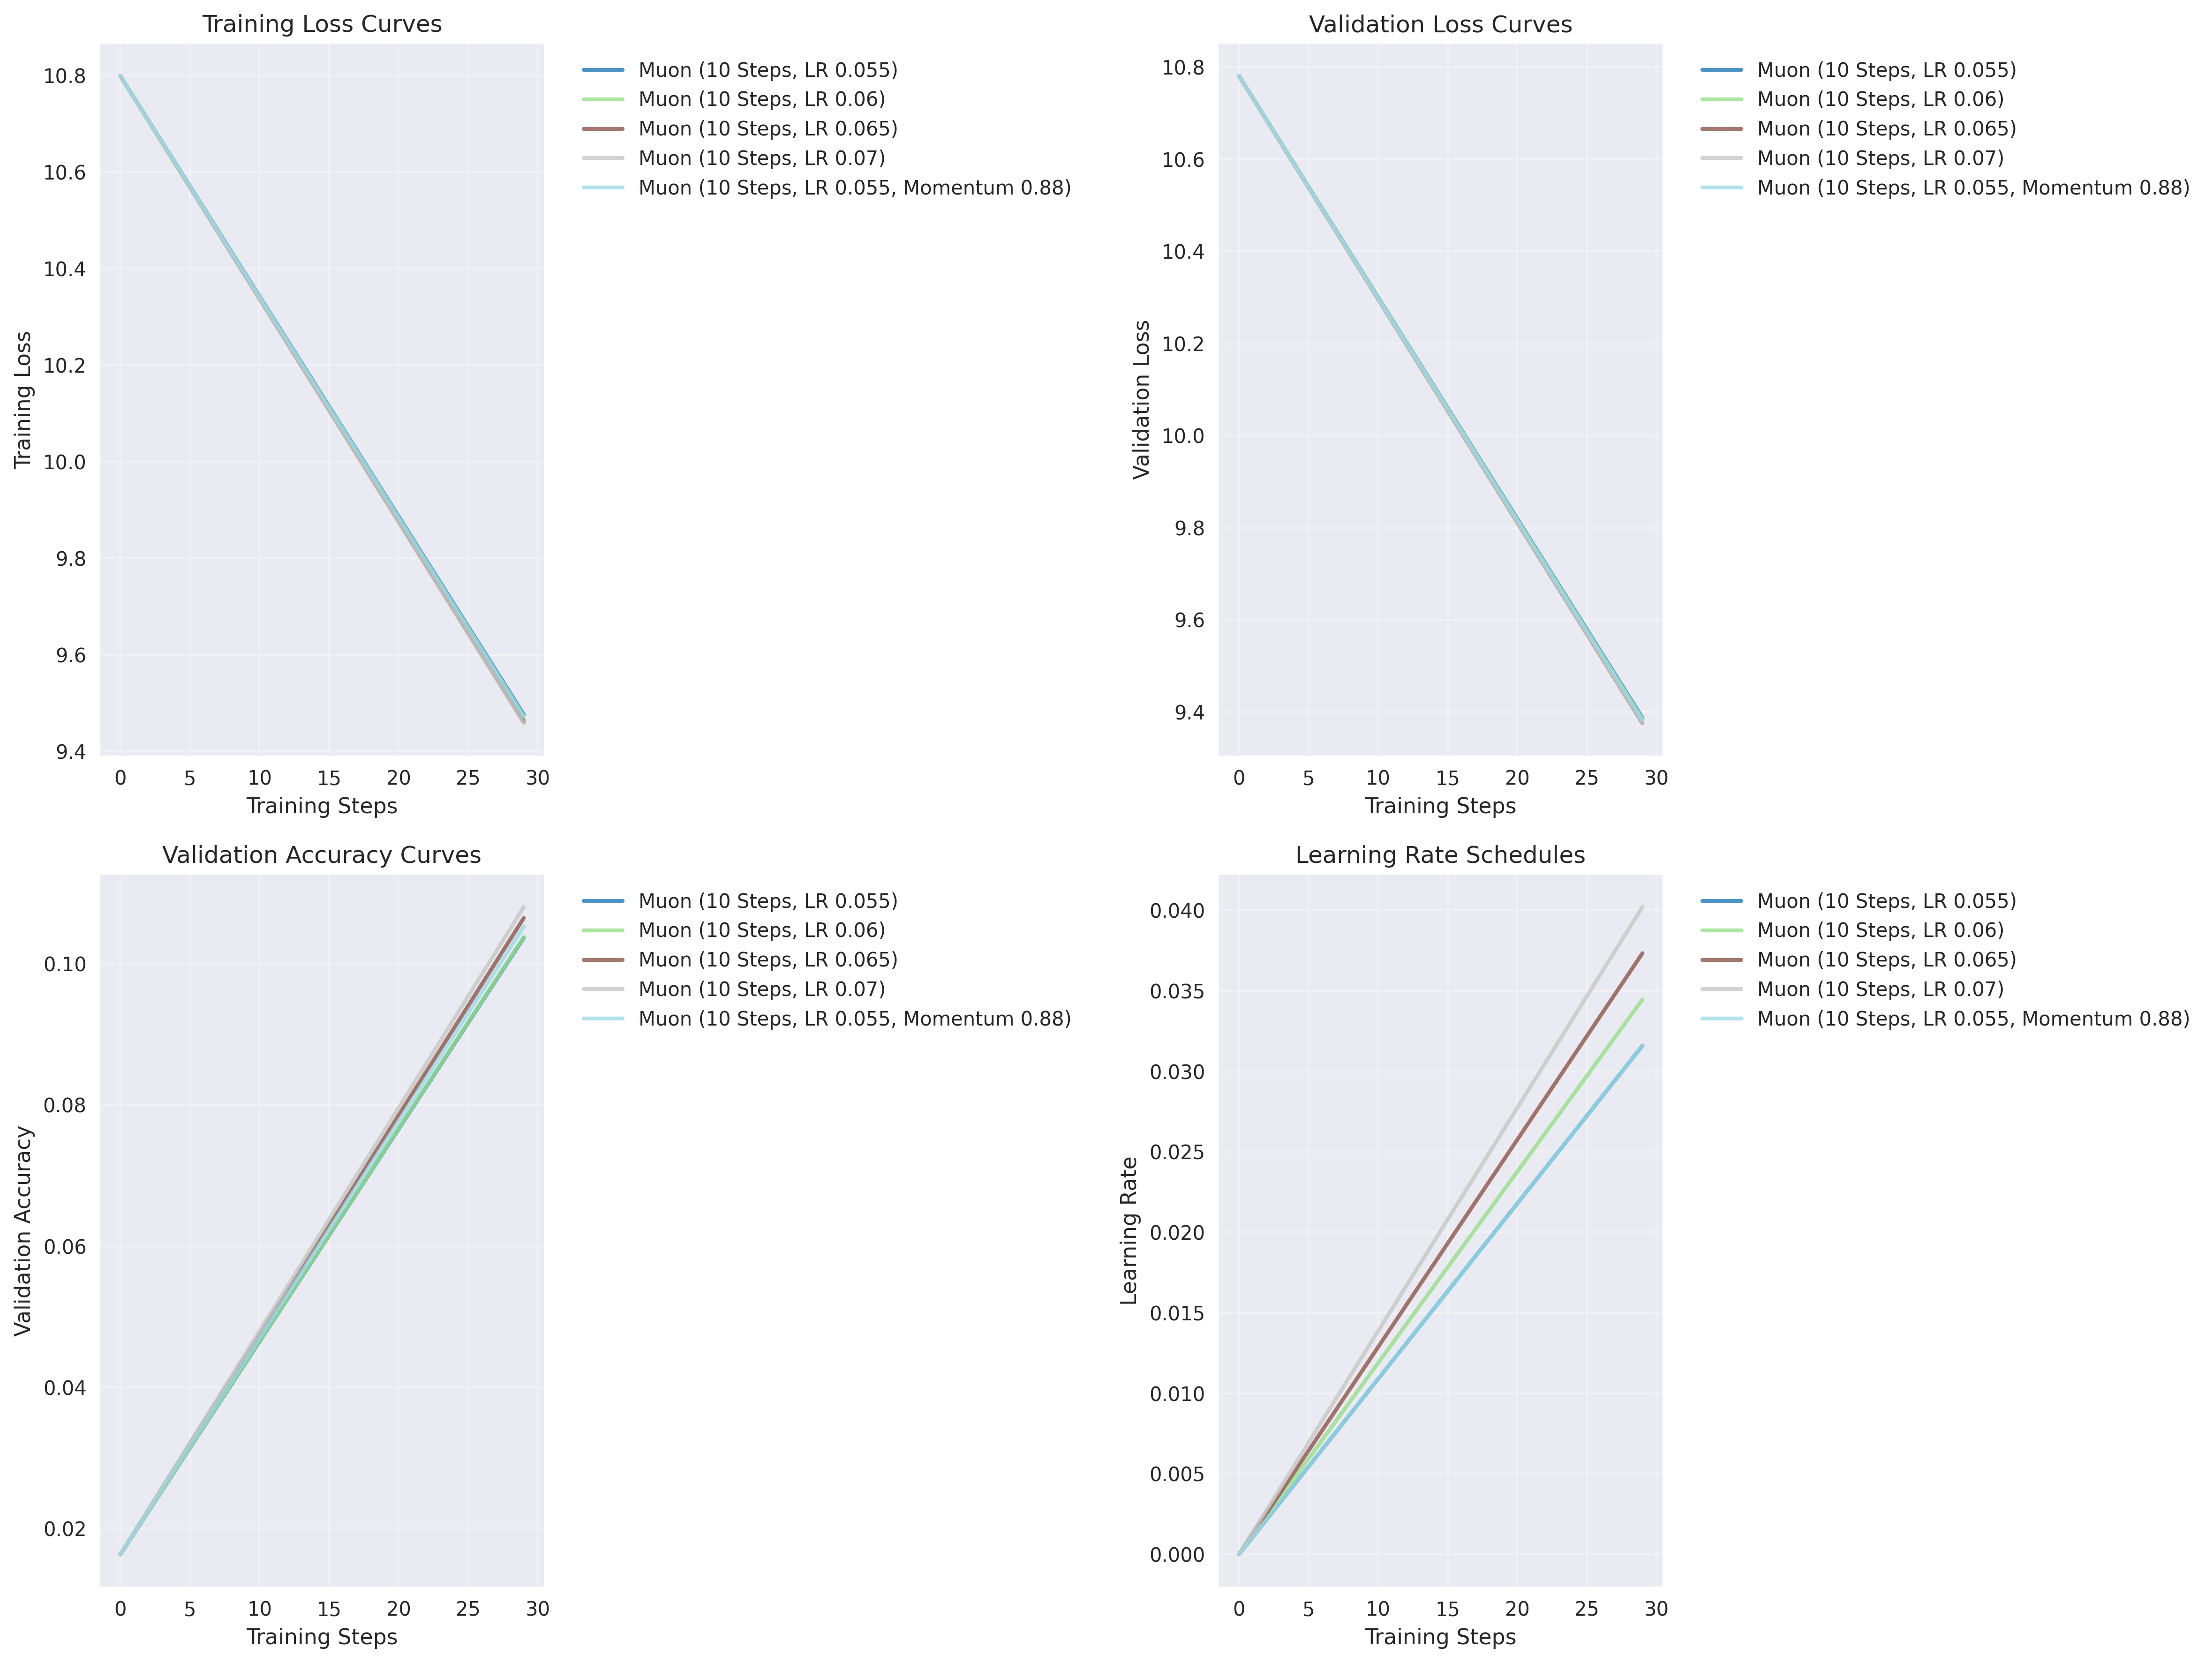 Training Loss Curves
10.8
10.6
10.4
10.2
10.0
9.8
9.6
9.4
Training Loss
0 5 10 15 20 25 30
Training Steps
Muon (10 Steps, LR 0.055)
Muon (10 Steps, LR 0.06)
Muon (10 Steps, LR 0.065)
Muon (10 Steps, LR 0.07)
Muon (10 Steps, LR 0.055, Momentum 0.88)
Validation Loss Curves
10.8
10.6
10.4
10.2
10.0
9.8
9.6
9.4
Validation Loss
0 5 10 15 20 25 30
Training Steps
Muon (10 Steps, LR 0.055)
Muon (10 Steps, LR 0.06)
Muon (10 Steps, LR 0.065)
Muon (10 Steps, LR 0.07)
Muon (10 Steps, LR 0.055, Momentum 0.88)
Validation Accuracy Curves
0.10
0.08
0.06
0.04
0.02
Validation Accuracy
0 5 10 15 20 25 30
Training Steps
Muon (10 Steps, LR 0.055)
Muon (10 Steps, LR 0.06)
Muon (10 Steps, LR 0.065)
Muon (10 Steps, LR 0.07)
Muon (10 Steps, LR 0.055, Momentum 0.88)
Learning Rate Schedules
0.040
0.035
0.030
0.025
0.020
0.015
0.010
0.005
0.000
Learning Rate
0 5 10 15 20 25 30
Training Steps
Muon (10 Steps, LR 0.055)
Muon (10 Steps, LR 0.06)
Muon (10 Steps, LR 0.065)
Muon (10 Steps, LR 0.07)
Muon (10 Steps, LR 0.055, Momentum 0.88)